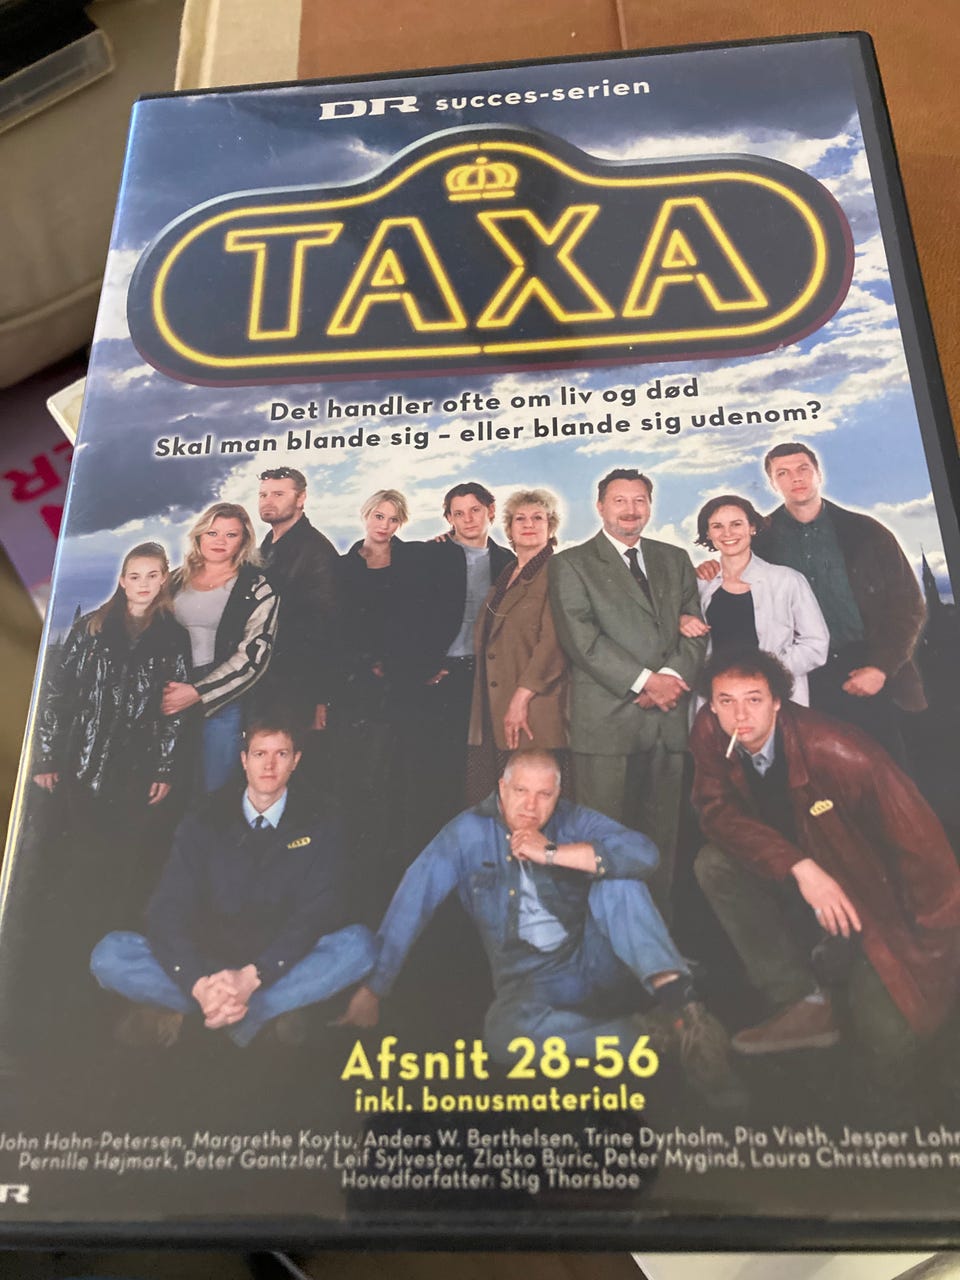 DR succes-serien
TAXA
Det handler ofte om liv og død
Skal man blande sig – eller blande sig udenom?
TAXA
Afsnit 28-56
inkl. bonusmateriale
John Hahn-Petersen, Margrethe Koytu, Anders W. Berthelsen, Trine Dyrholm, Pia Vieth, Jesper Lohm
Pernille Højmark, Peter Gantzler, Leif Sylvester, Zlatko Buric, Peter Mygind, Laura Christensen m
Hovedforfatter: Stig Thorsboe
R